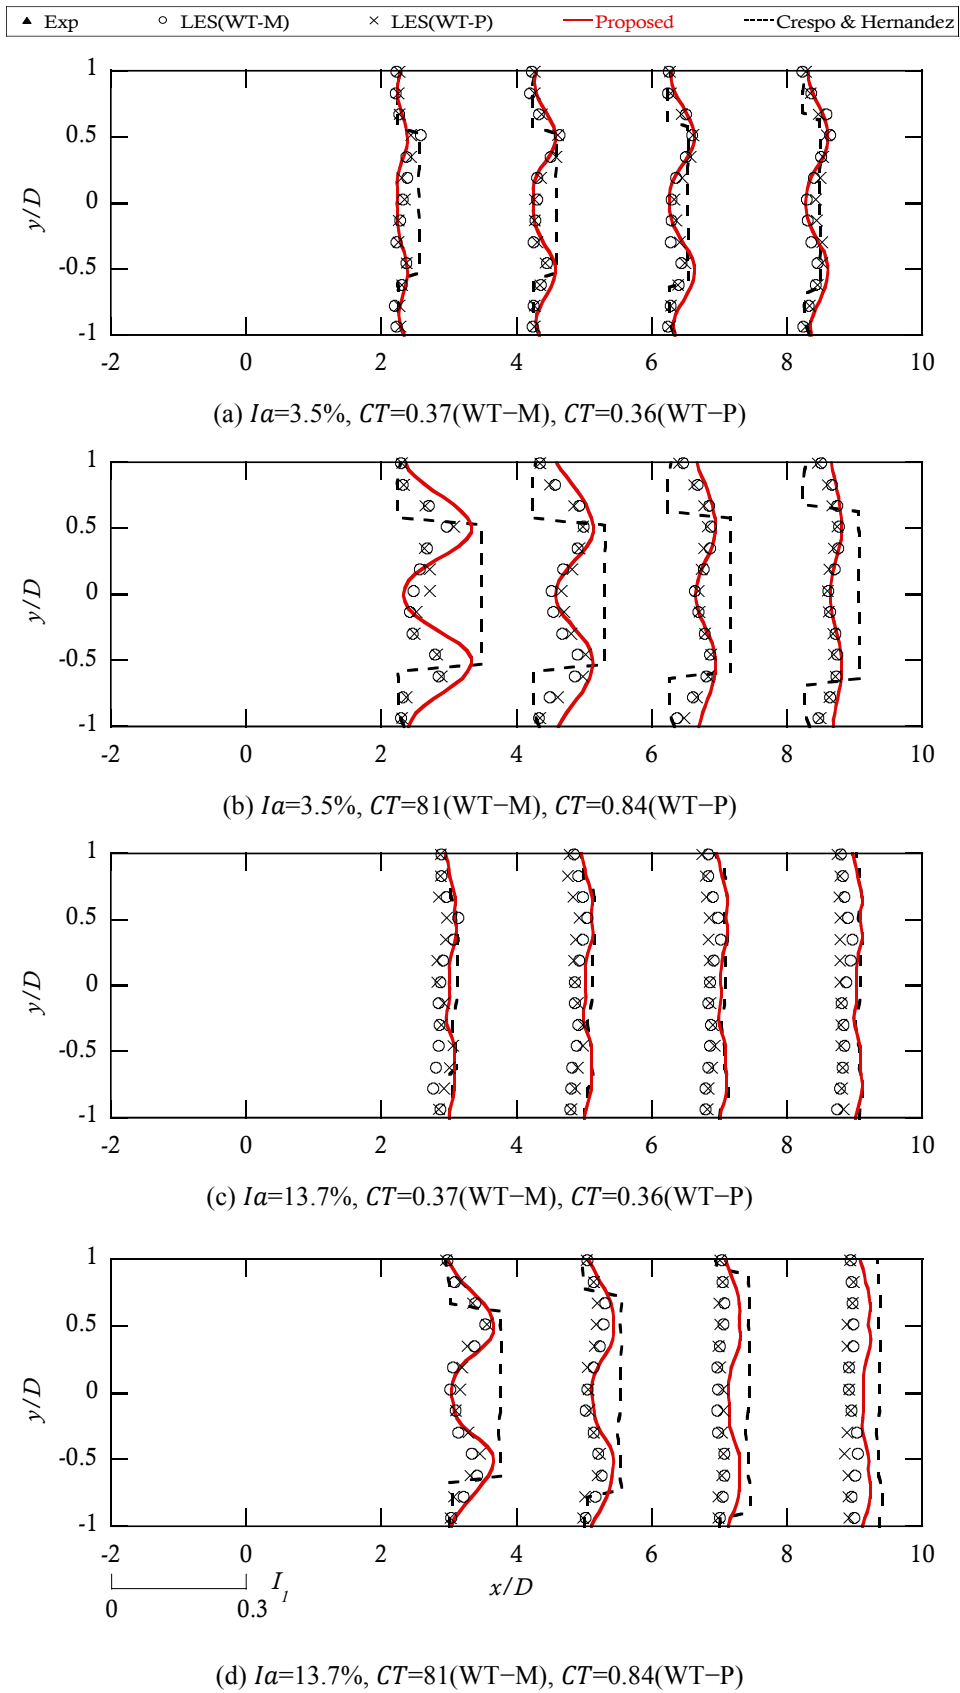 Exp LES(WT-M) LES(WT-P) Proposed Crespo & Hernandez
1
0.5
0
-0.5
-1
y/D
-2 0 2 4 6 8 10
(a) Ia=3.5%, CT=0.37(WT−M), CT=0.36(WT−P)
1
0.5
0
-0.5
-1
y/D
-2 0 2 4 6 8 10
(b) Ia=3.5%, CT=81(WT−M), CT=0.84(WT−P)
1
0.5
0
-0.5
-1
y/D
-2 0 2 4 6 8 10
(c) Ia=13.7%, CT=0.37(WT−M), CT=0.36(WT−P)
1
0.5
0
-0.5
-1
y/D
-2 0 2 4 6 8 10
I1 x/D
0 0.3
(d) Ia=13.7%, CT=81(WT−M), CT=0.84(WT−P)